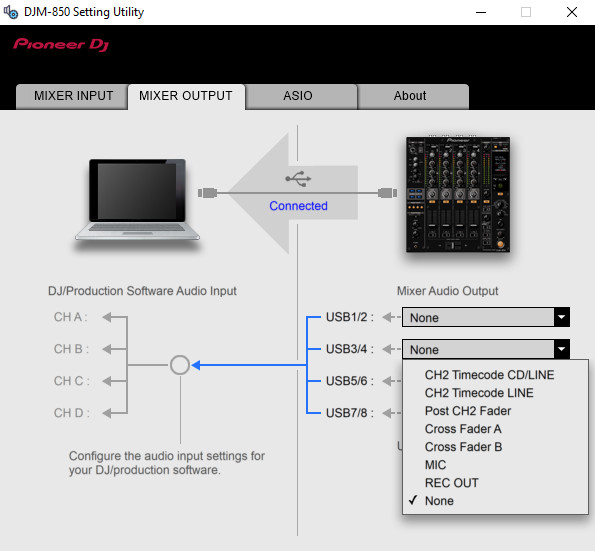 DJM-850 Setting Utility
Pioneer Dj
MIXER INPUT
MIXER OUTPUT
ASIO
About
Connected
DJ/Production Software Audio Input
Mixer Audio Output
CH A :
USB1/2 :
None
CH B :
USB3/4 :
None
CH C :
USB5/6 :
CH D :
USB7/8 :
CH2 Timecode CD/LINE
CH2 Timecode LINE
Post CH2 Fader
Cross Fader A
Cross Fader B
MIC
REC OUT
None
Configure the audio input settings for
your DJ/production software.